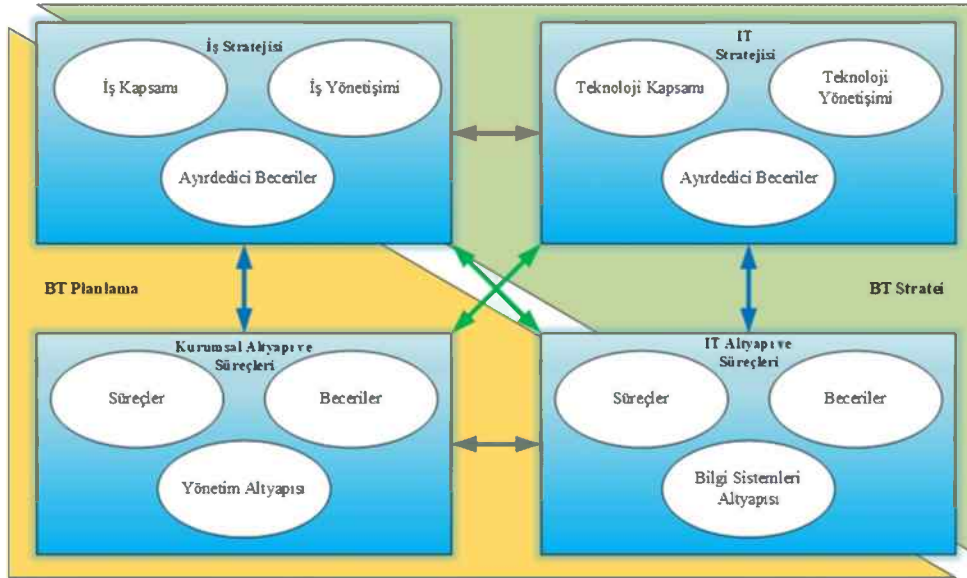 İş Stratejisi
İş Kapsamı
İş Yönetişimi
Ayırdedici Beceriler
IT
Stratejisi
Teknoloji Kapsamı
Teknoloji
Yönetişimi
Ayırdedici Beceriler
BT Planlama
BT Stratei
Kurumsal Altyapı ve
Süreçleri
Süreçler
Beceriler
Yönetim Altyapısı
IT Altyapı ve
Süreçleri
Süreçler
Beceriler
Bilgi Sistemleri
Altyapısı